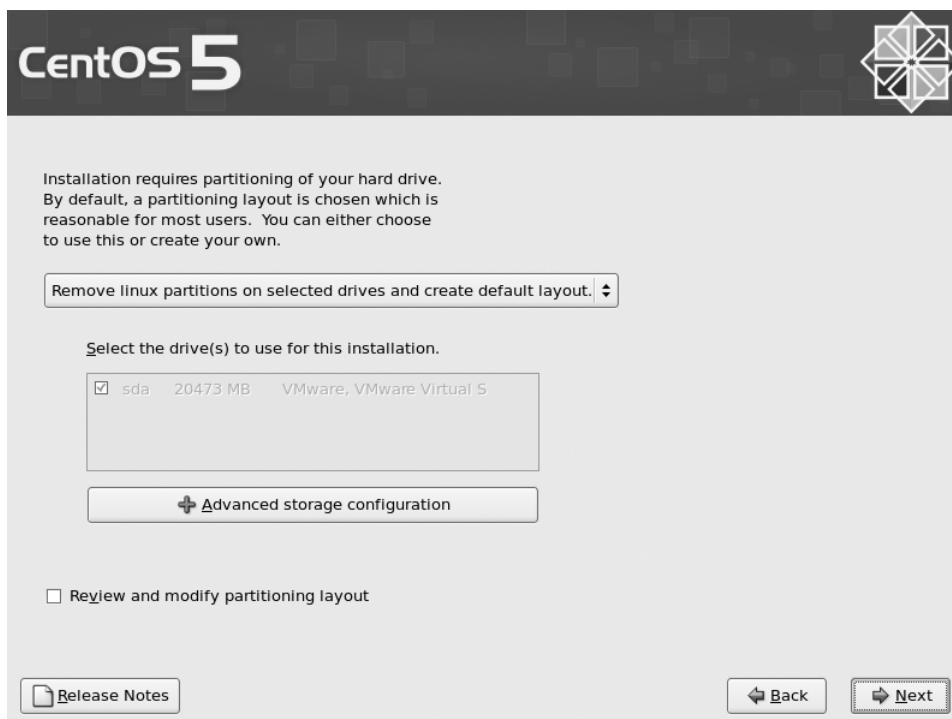 CentOS 5
Installation requires partitioning of your hard drive.
By default, a partitioning layout is chosen which is
reasonable for most users. You can either choose
to use this or create your own.
Remove linux partitions on selected drives and create default layout.
Select the drive(s) to use for this installation.
sda 20473 MB VMware, VMware Virtual S
Advanced storage configuration
Review and modify partitioning layout
Release Notes
Back
Next